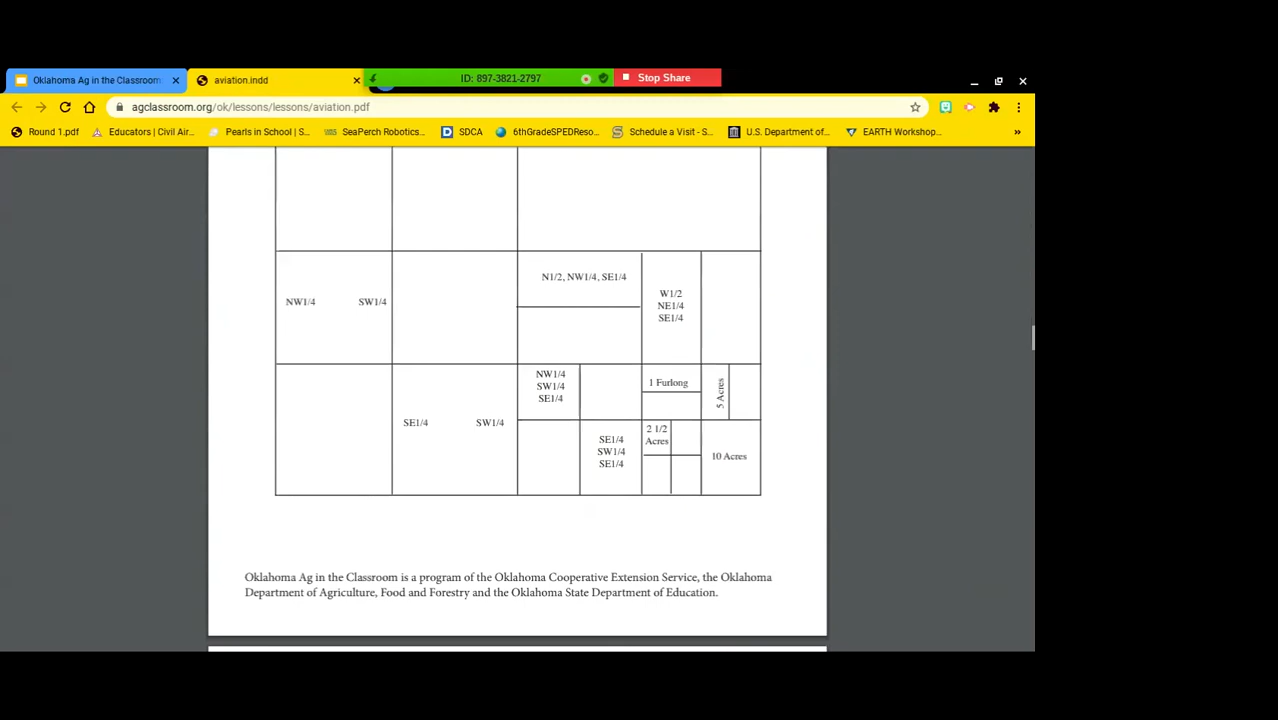 Oklahoma Ag in the Classroom
aviation.indd
ID: 897-3821-2797
Stop Share
agclassroom.org/ok/lessons/lessons/aviation.pdf
Round 1.pdf
Educators | Civil Air...
Pearls in School | S...
SeaPerch Robotics...
SDCA
6thGradeSPEDReso...
Schedule a Visit - S...
U.S. Department of...
EARTH Workshop...
»
N1/2, NW1/4, SE1/4
W1/2
NE1/4
SE1/4
NW1/4 SW1/4
NW1/4
SW1/4
SE1/4
1 Furlong
5 Acres
SE1/4 SW1/4
SE1/4
SW1/4
SE1/4
2 1/2
Acres
10 Acres
Oklahoma Ag in the Classroom is a program of the Oklahoma Cooperative Extension Service, the Oklahoma
Department of Agriculture, Food and Forestry and the Oklahoma State Department of Education.